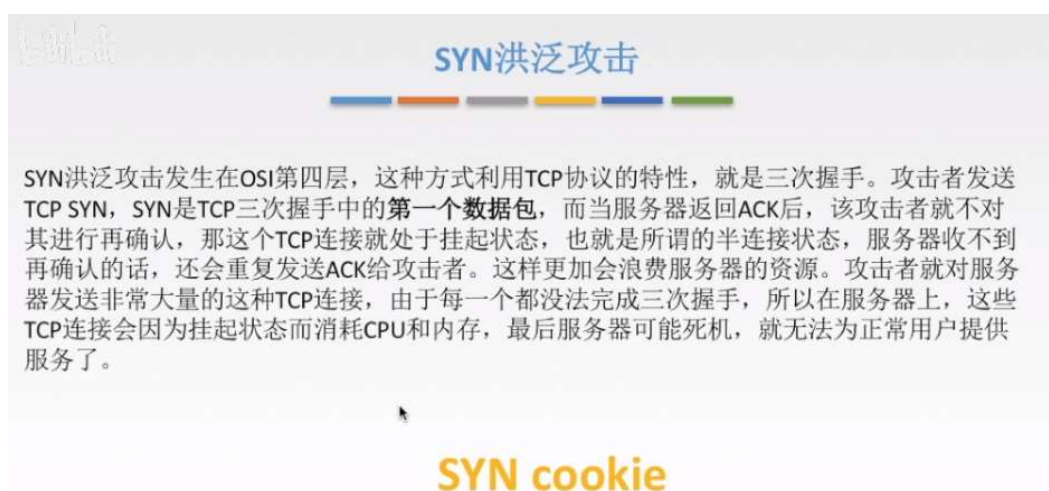 SYN洪泛攻击
SYN洪泛攻击发生在OSI第四层，这种方式利用TCP协议的特性，就是三次握手。攻击者发送
TCP SYN，SYN是TCP三次握手中的第一个数据包，而当服务器返回ACK后，该攻击者就不对
其进行再确认，那这个TCP连接就处于挂起状态，也就是所谓的半连接状态，服务器收不到
再确认的话，还会重复发送ACK给攻击者。这样更加会浪费服务器的资源。攻击者就对服务
器发送非常大量的这种TCP连接，由于每一个都没法完成三次握手，所以在服务器上，这些
TCP连接会因为挂起状态而消耗CPU和内存，最后服务器可能死机，就无法为正常用户提供
服务了。
SYN cookie